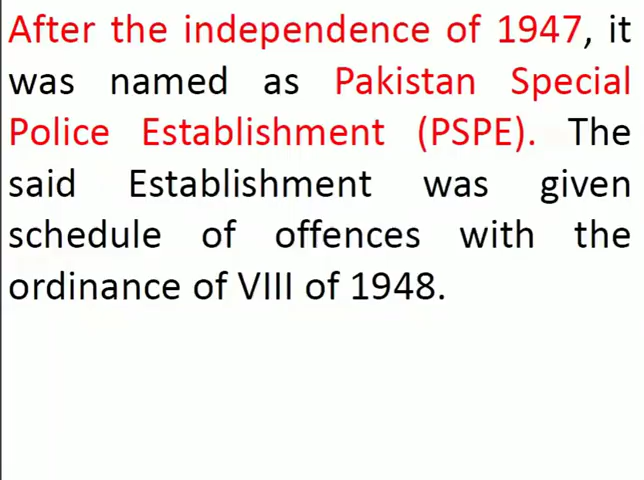 After the independence of 1947, it
was named as Pakistan Special
Police Establishment (PSPE). The
said Establishment was given
schedule of offences with the
ordinance of VIII of 1948.